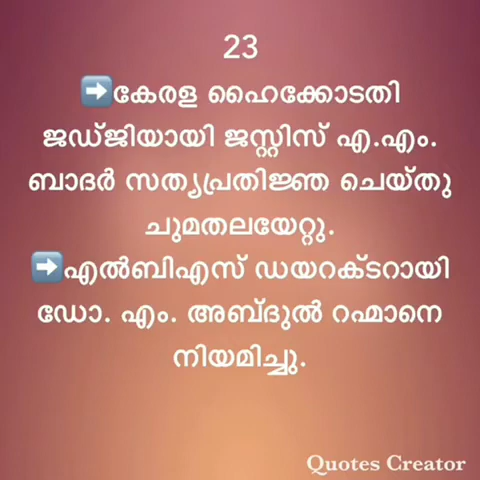 23
➡️കേരള ഹൈക്കോടതി
ജഡ്ജിയായി ജസ്റ്റിസ് എ.എം.
ബാദർ സത്യപ്രതിജ്ഞ ചെയ്തു
ചുമതലയേറ്റു.
➡️എൽബിഎസ് ഡയറക്ടറായി
ഡോ. എം. അബ്ദുൽ റഹ്മാനെ
നിയമിച്ചു.
Quotes Creator